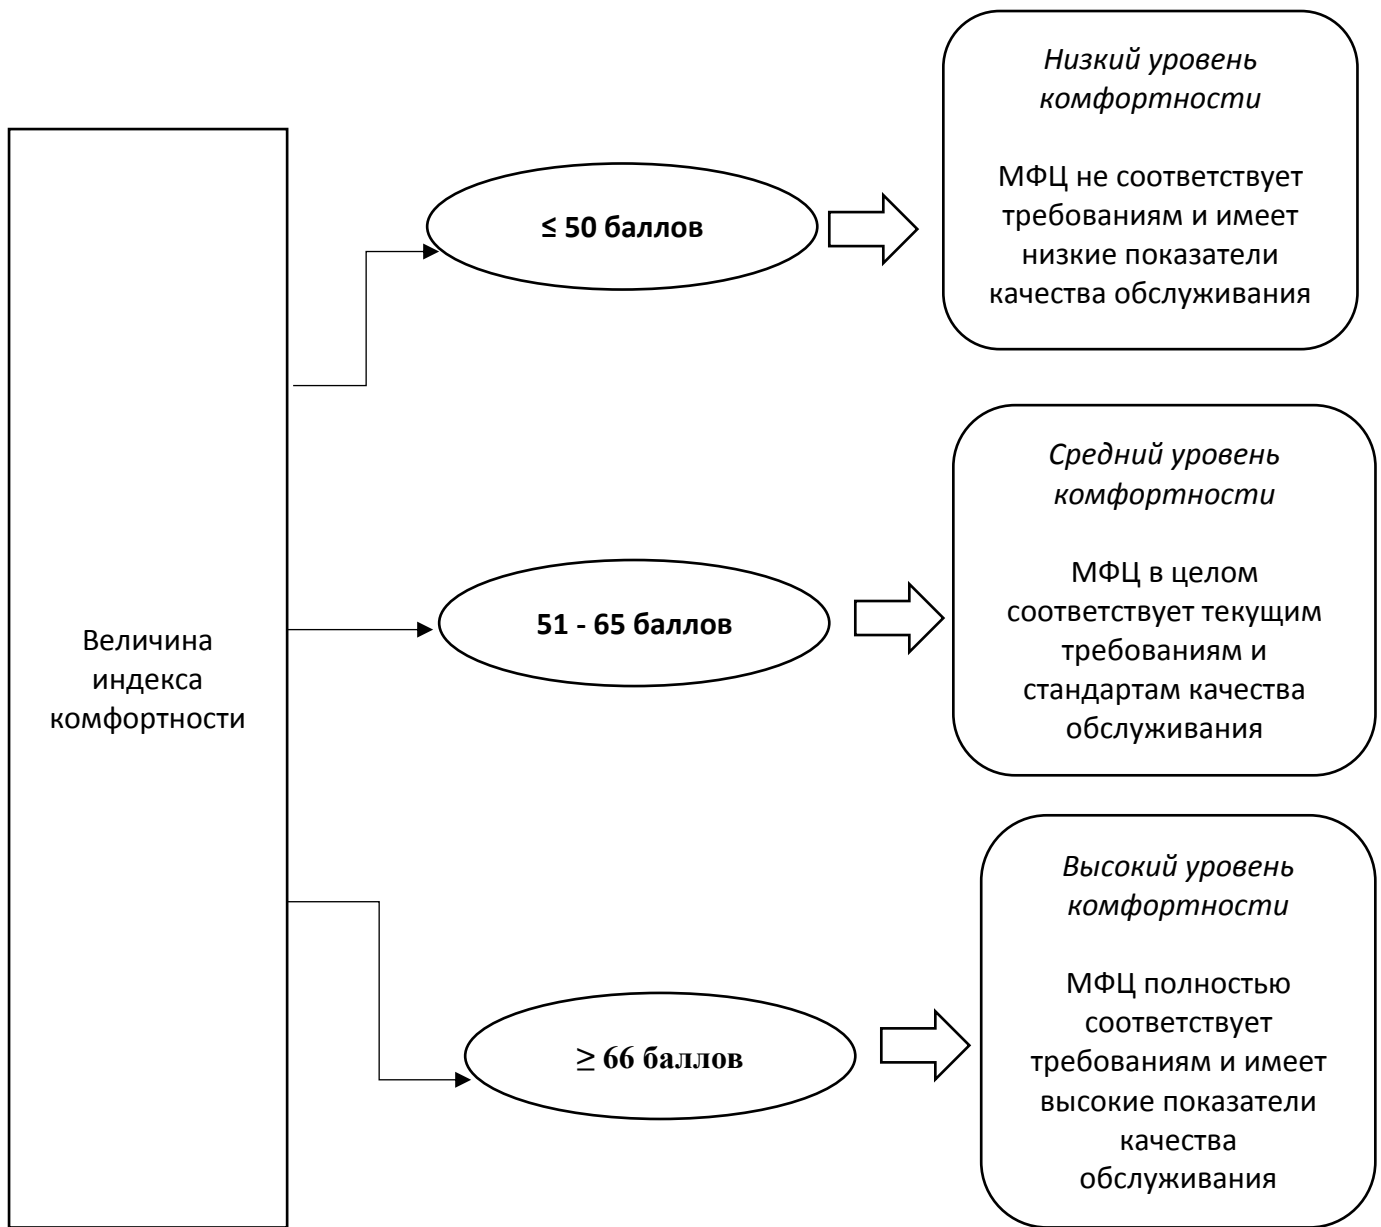 Низкий уровень
комфортности
МФЦ не соответствует
требованиям и имеет
низкие показатели
качества обслуживания
≤ 50 баллов
Средний уровень
комфортности
МФЦ в целом
соответствует текущим
требованиям и
стандартам качества
обслуживания
51 - 65 баллов
Величина
индекса
комфортности
Высокий уровень
комфортности
МФЦ полностью
соответствует
требованиям и имеет
высокие показатели
качества
обслуживания
≥ 66 баллов